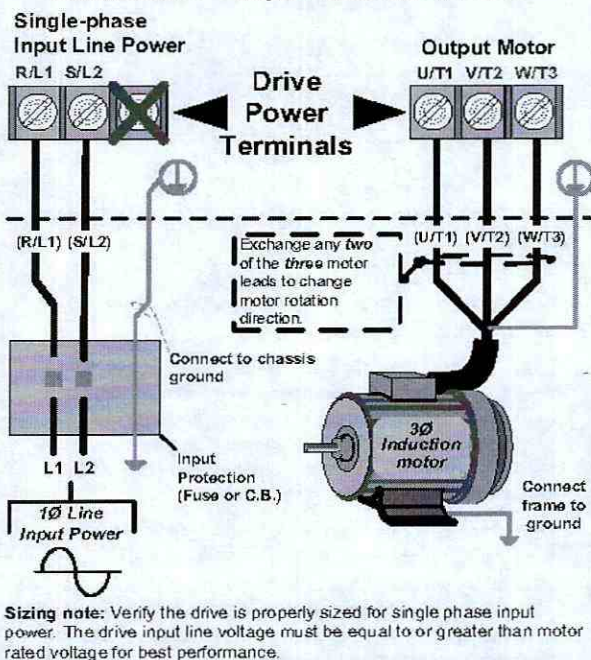 Single-phase
Input Line Power
R/L1 S/L2
Drive
Power
Terminals
Output Motor
U/T1 V/T2 W/T3
(R/L1) (S/L2)
Exchange any two
of the three motor
leads to change
motor rotation
direction.
(U/T1) (V/T2) (W/T3)
Connect to chassis
ground
L1 L2
Input
Protection
(Fuse or C.B.)
1Ø Line
Input Power
3Ø
Induction
motor
Connect
frame to
ground
Sizing note: Verify the drive is properly sized for single phase input
power. The drive input line voltage must be equal to or greater than motor
rated voltage for best performance.